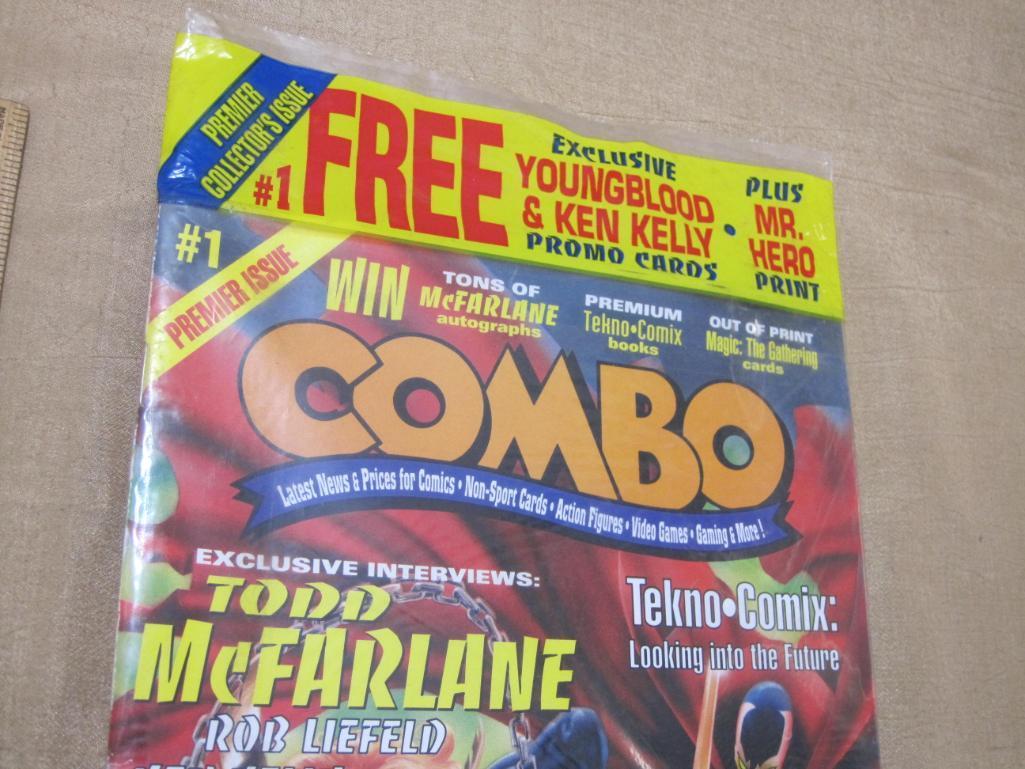 PREMIER
COLLECTOR'S ISSUE
#1 FREE
EXCLUSIVE
YOUNGBLOOD
& KEN KELLY
PROMO CARDS
•
PLUS
MR.
HERO
PRINT
#1
PREMIER ISSUE
WIN
TONS OF
McFARLANE
autographs
PREMIUM
Tekno•Comix
books
OUT OF PRINT
Magic: The Gathering
cards
COMBO
Latest News & Prices for Comics • Non-Sport Cards • Action Figures • Video Games • Gaming & More!
EXCLUSIVE INTERVIEWS:
TODD
McFARLANE
ROB LIEFELD
Tekno•Comix:
Looking into the Future